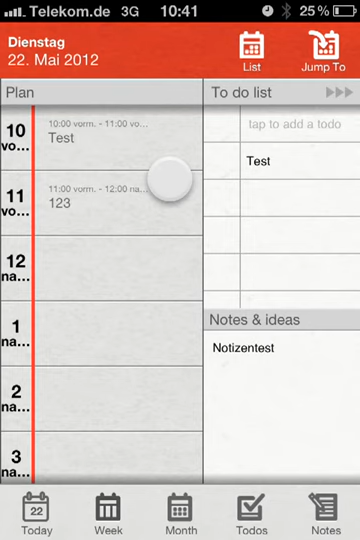 Telekom.de 3G 10:41 25%
Dienstag
22. Mai 2012
List
Jump To
Plan
To do list
10
vo...
10:00 vorm. - 11:00 vo...
Test
11
vo...
11:00 vorm. - 12:00 na...
123
12
na...
1
na...
2
na...
3
na...
tap to add a todo
Test
Notes & ideas
Notizentest
22
Today
Week
Month
Todos
Notes